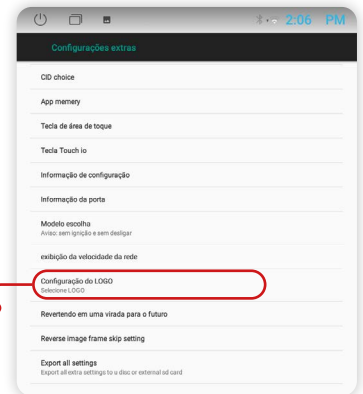 2:06 PM
Configurações extras
CID choice
App memery
Tecla de área de toque
Tecla Touch io
Informação de configuração
Informação da porta
Modelo escolha
Aviso: sem ignição e sem desligar
exibição da velocidade da rede
Configuração do LOGO
Selecione LOGO
Revertendo em uma virada para o futuro
Reverse image frame skip setting
Export all settings
Export all extra settings to u disc or external sd card